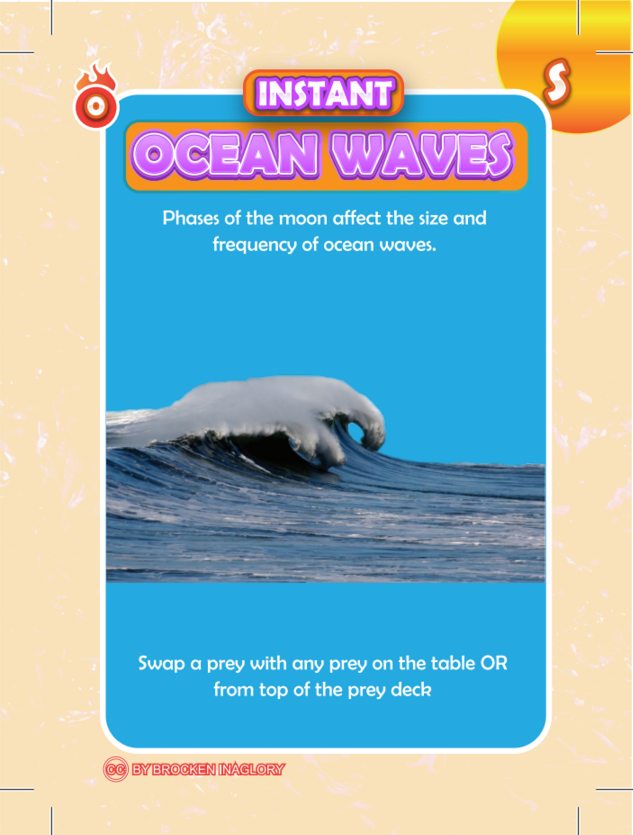 INSTANT
S
O
OCEAN WAVES
Phases of the moon affect the size and
frequency of ocean waves.
Swap a prey with any prey on the table OR
from top of the prey deck
CC BY BROCKEN INAGLORY